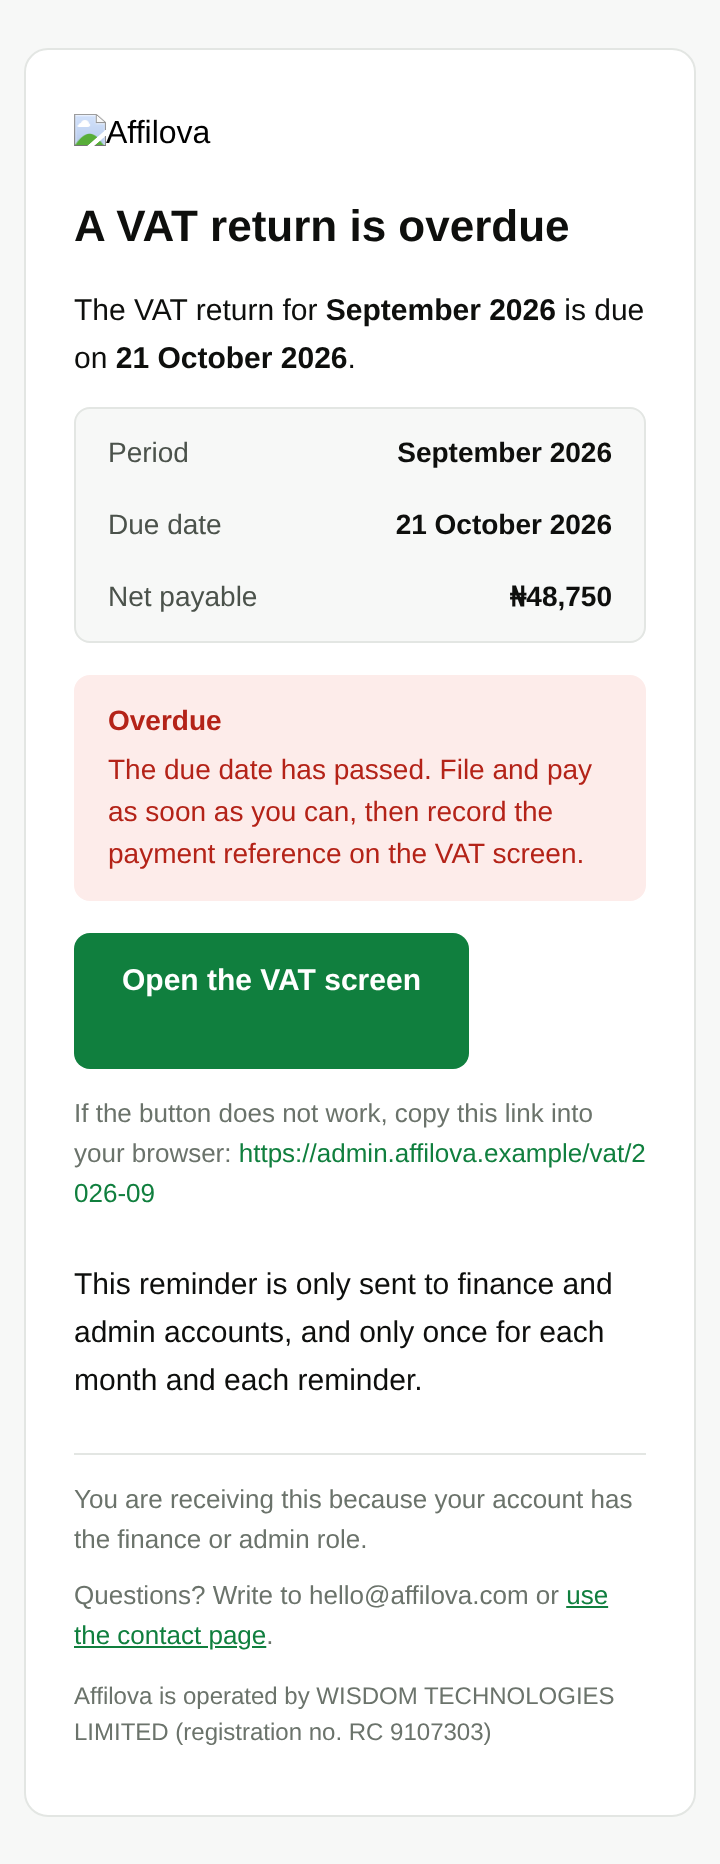 Affilova
A VAT return is overdue
The VAT return for September 2026 is due
on 21 October 2026.
Period September 2026
Due date 21 October 2026
Net payable ₦48,750
Overdue
The due date has passed. File and pay
as soon as you can, then record the
payment reference on the VAT screen.
Open the VAT screen
If the button does not work, copy this link into
your browser: https://admin.affilova.example/vat/2
026-09
This reminder is only sent to finance and
admin accounts, and only once for each
month and each reminder.
You are receiving this because your account has
the finance or admin role.
Questions? Write to hello@affilova.com or use
the contact page.
Affilova is operated by WISDOM TECHNOLOGIES
LIMITED (registration no. RC 9107303)